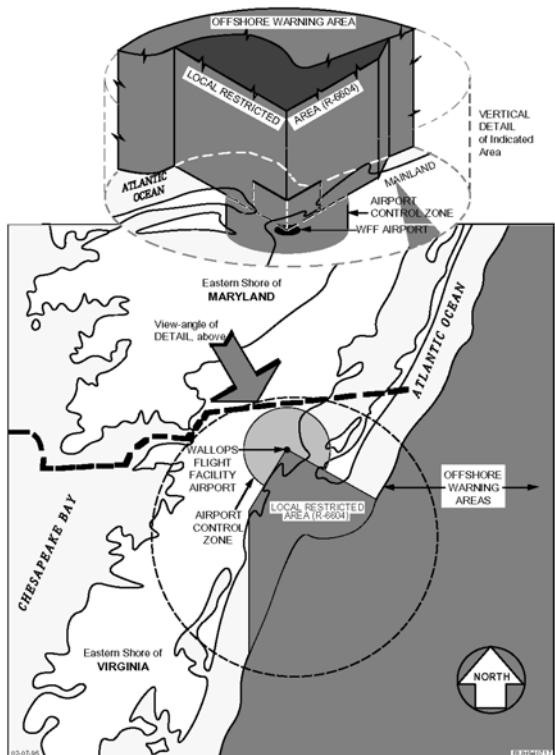 OFFSHORE WARNING AREA
LOCAL RESTRICTED
AREA (R-6604)
VERTICAL
DETAIL
of Indicated
Area
ATLANTIC
OCEAN
MAINLAND
AIRPORT
CONTROL ZONE
WFF AIRPORT
Eastern Shore of
MARYLAND
View-angle of
DETAIL, above
ATLANTIC OCEAN
WALLOPS
FLIGHT
FACILITY
AIRPORT
OFFSHORE
WARNING
AREAS
LOCAL RESTRICTED
AREA (R-6604)
AIRPORT
CONTROL
ZONE
CHESAPEAKE BAY
Eastern Shore of
VIRGINIA
NORTH